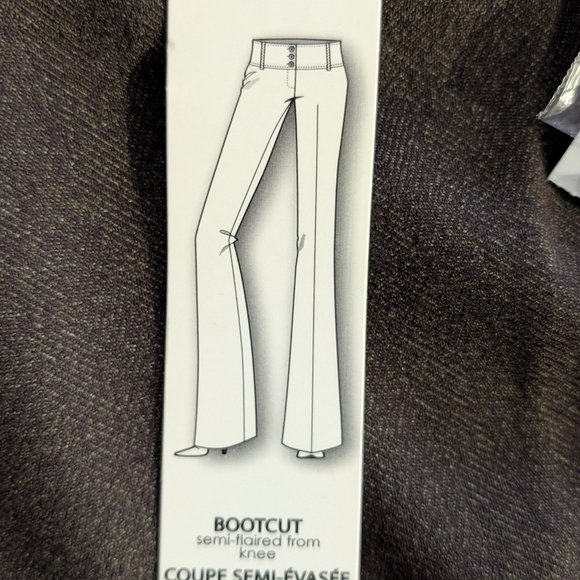 BOOTCUT
semi-flaired from
knee
COUPE SEMI-ÉVASÉE